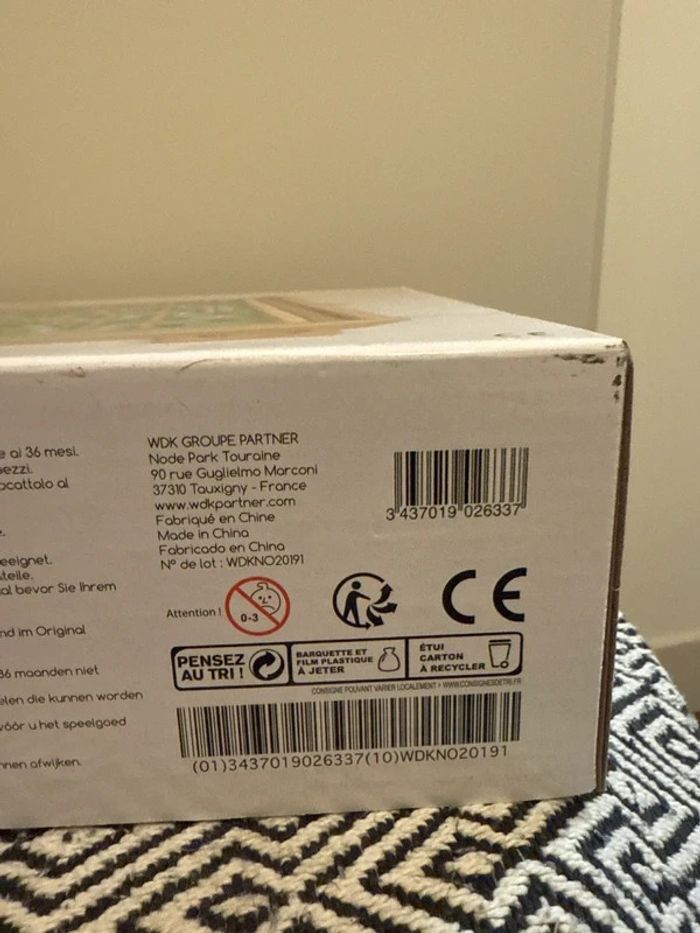 e ai 36 mesi.
pezzi.
ocattolo al
eeignet.
teile.
al bevor Sie Ihrem
nd im Original
36 maanden niet
elen die kunnen worden
vóór u het speelgoed
nnen afwijken.
WDK GROUPE PARTNER
Node Park Touraine
90 rue Guglielmo Marconi
37310 Tauxigny - France
www.wdkpartner.com
Fabriqué en Chine
Made in China
Fabricado en China
N° de lot : WDKNO20191
3 437019 026337
Attention !
0-3
CE
PENSEZ
AU TRI !
BARQUETTE ET
FILM PLASTIQUE
À JETER
ÉTUI
CARTON
À RECYCLER
CONSIGNE POUVANT VARIER LOCALEMENT > WWW.CONSIGNESDETRI.FR
(01)3437019026337(10)WDKNO20191